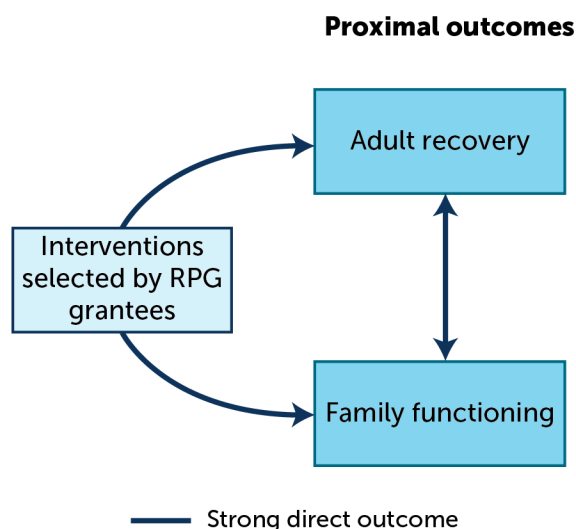 Proximal outcomes
Adult recovery
Interventions
selected by RPG
grantees
Family functioning
Strong direct outcome